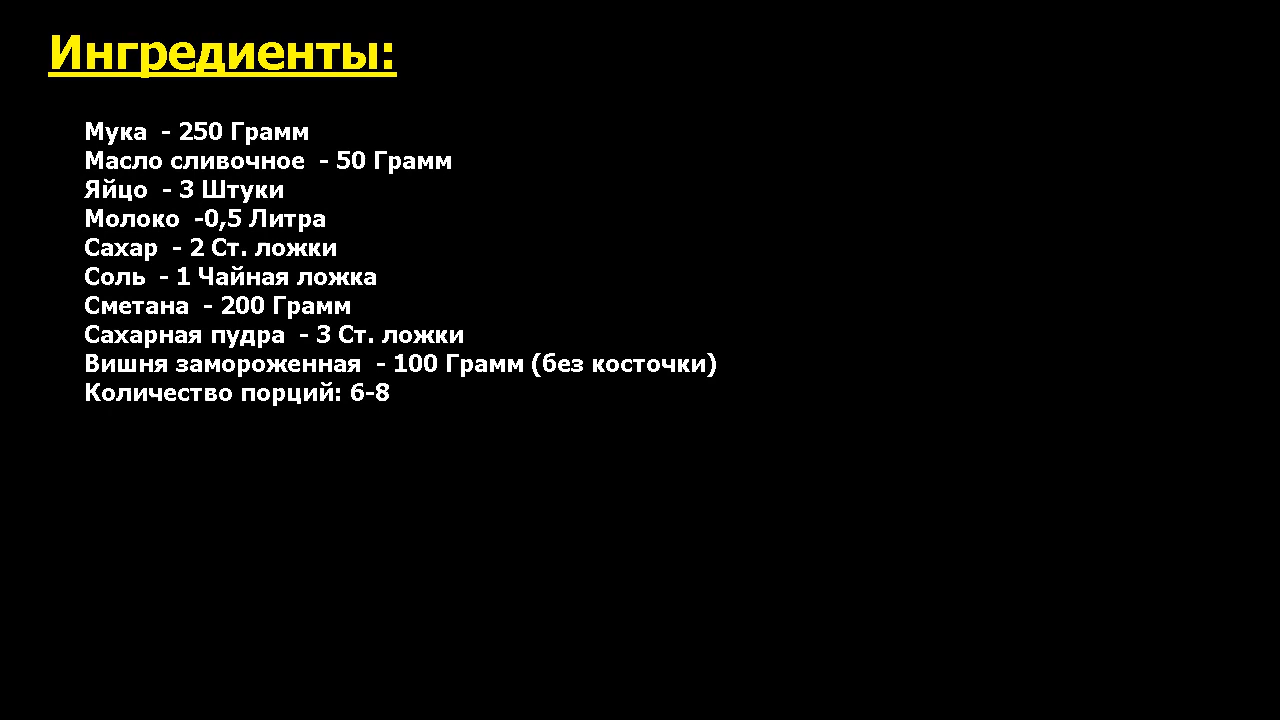 Ингредиенты:
Мука  - 250 Грамм
Масло сливочное  - 50 Грамм
Яйцо  - 3 Штуки
Молоко  -0,5 Литра
Сахар  - 2 Ст. ложки
Соль  - 1 Чайная ложка
Сметана  - 200 Грамм
Сахарная пудра  - 3 Ст. ложки
Вишня замороженная  - 100 Грамм (без косточки)
Количество порций: 6-8